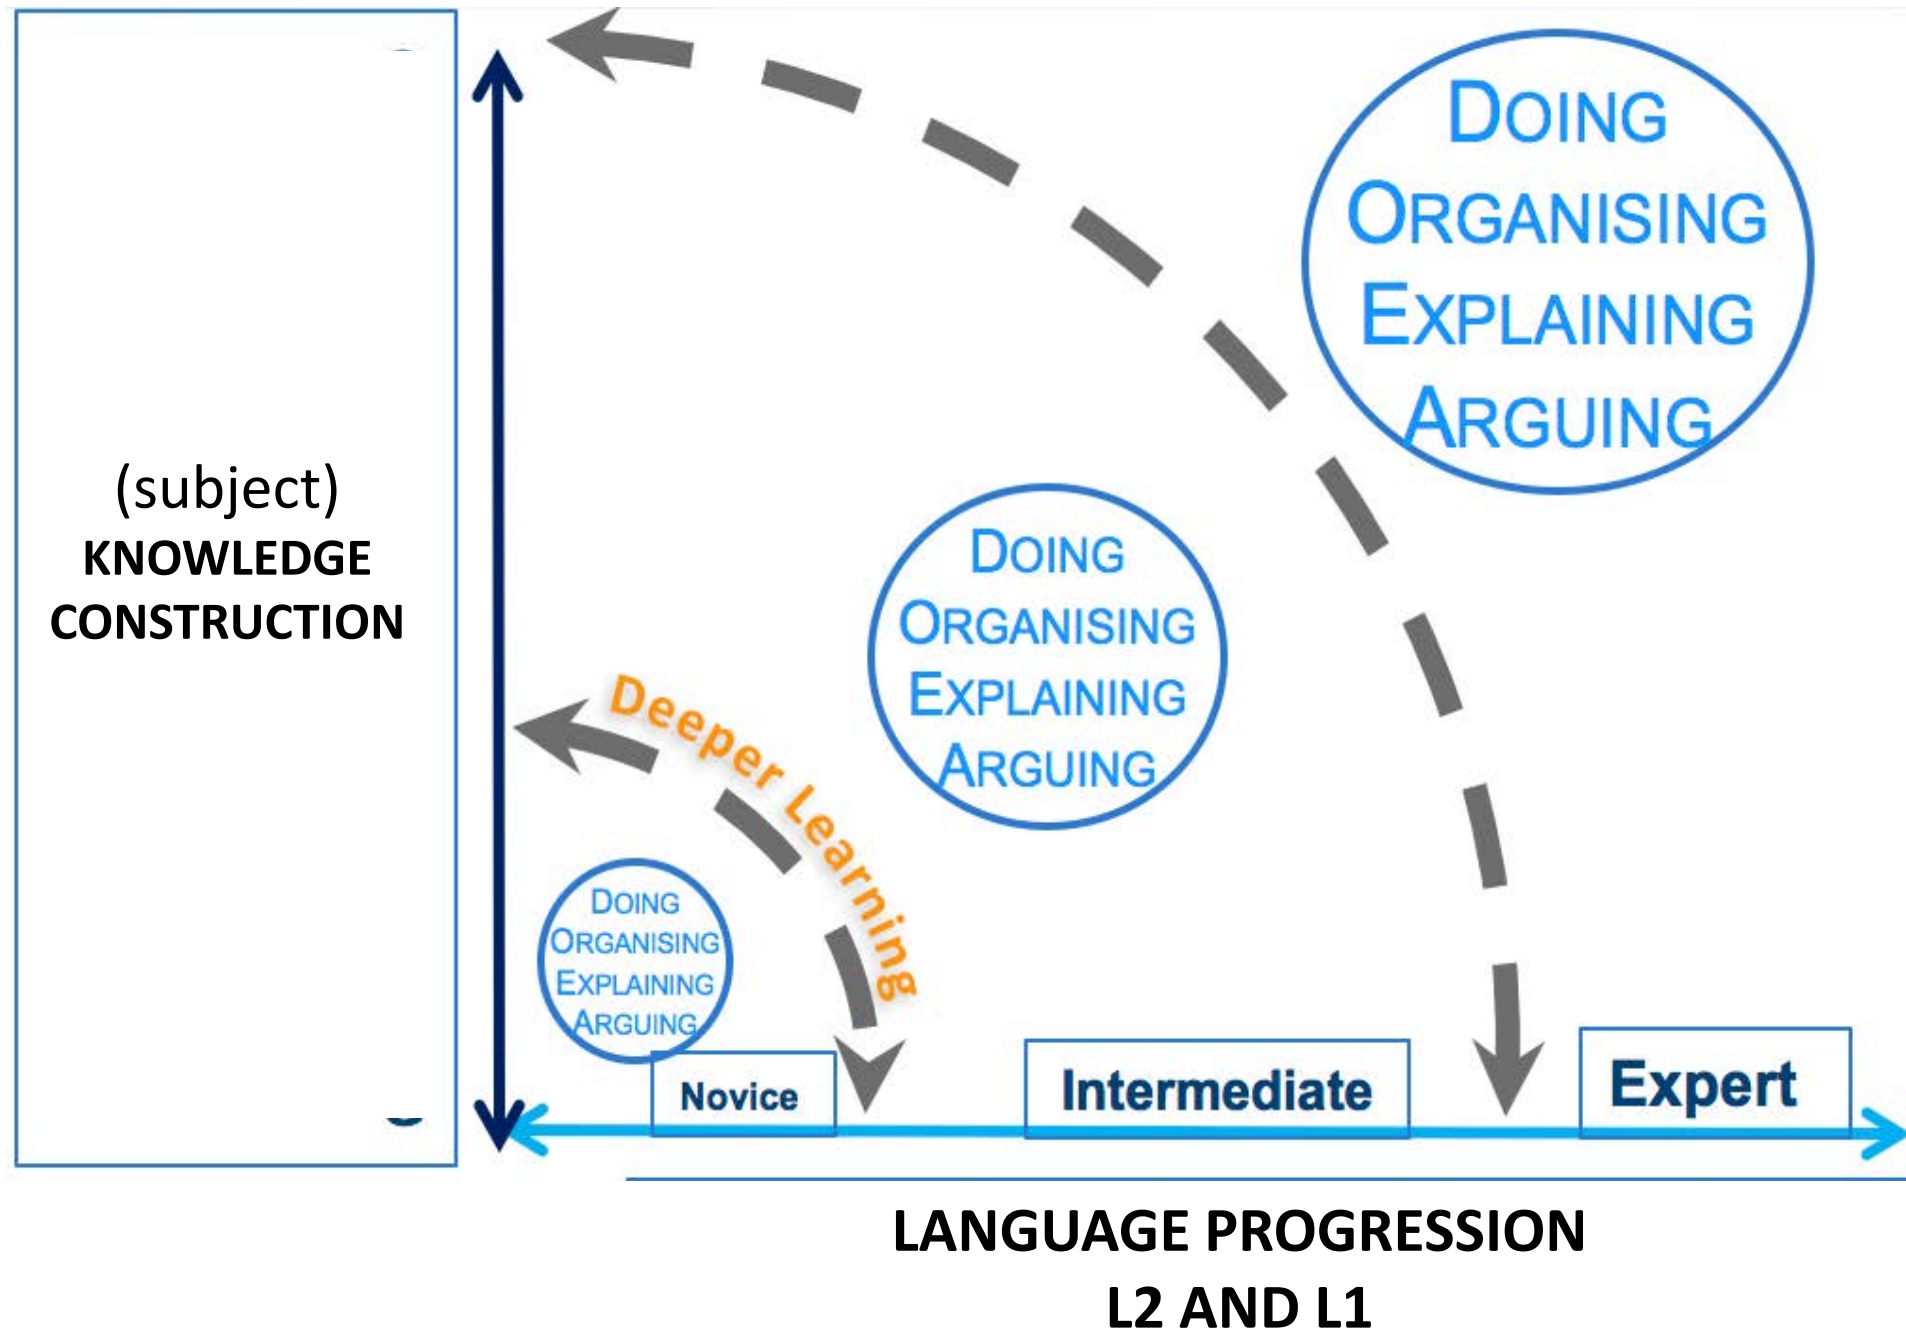 (subject)
KNOWLEDGE
CONSTRUCTION
DOING
ORGANISING
EXPLAINING
ARGUING
DOING
ORGANISING
EXPLAINING
ARGUING
Deeper Learning
DOING
ORGANISING
EXPLAINING
ARGUING
Novice
Intermediate
Expert
LANGUAGE PROGRESSION
L2 AND L1